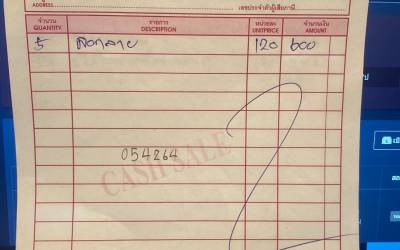 ADDRESS
เลขประจำตัวผู้เสียภาษี
จำนวน รายการ หน่วยละ จำนวนเงิน
QUANTITY DESCRIPTION UNITPRICE AMOUNT
5 ดอกลาย 120 600
054264
CASH SALE